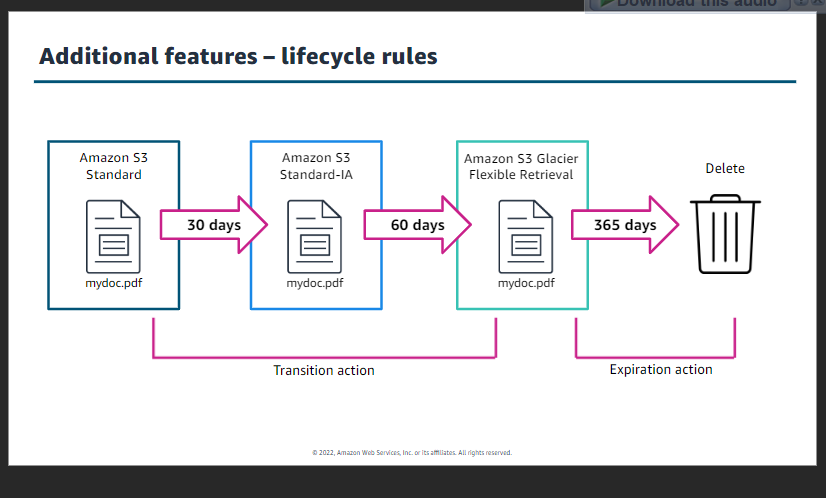 Download this audio
Additional features – lifecycle rules
Amazon S3
Standard
mydoc.pdf
30 days
Amazon S3
Standard-IA
mydoc.pdf
60 days
Amazon S3 Glacier
Flexible Retrieval
mydoc.pdf
365 days
Delete
Transition action
Expiration action
© 2022, Amazon Web Services, Inc. or its affiliates. All rights reserved.